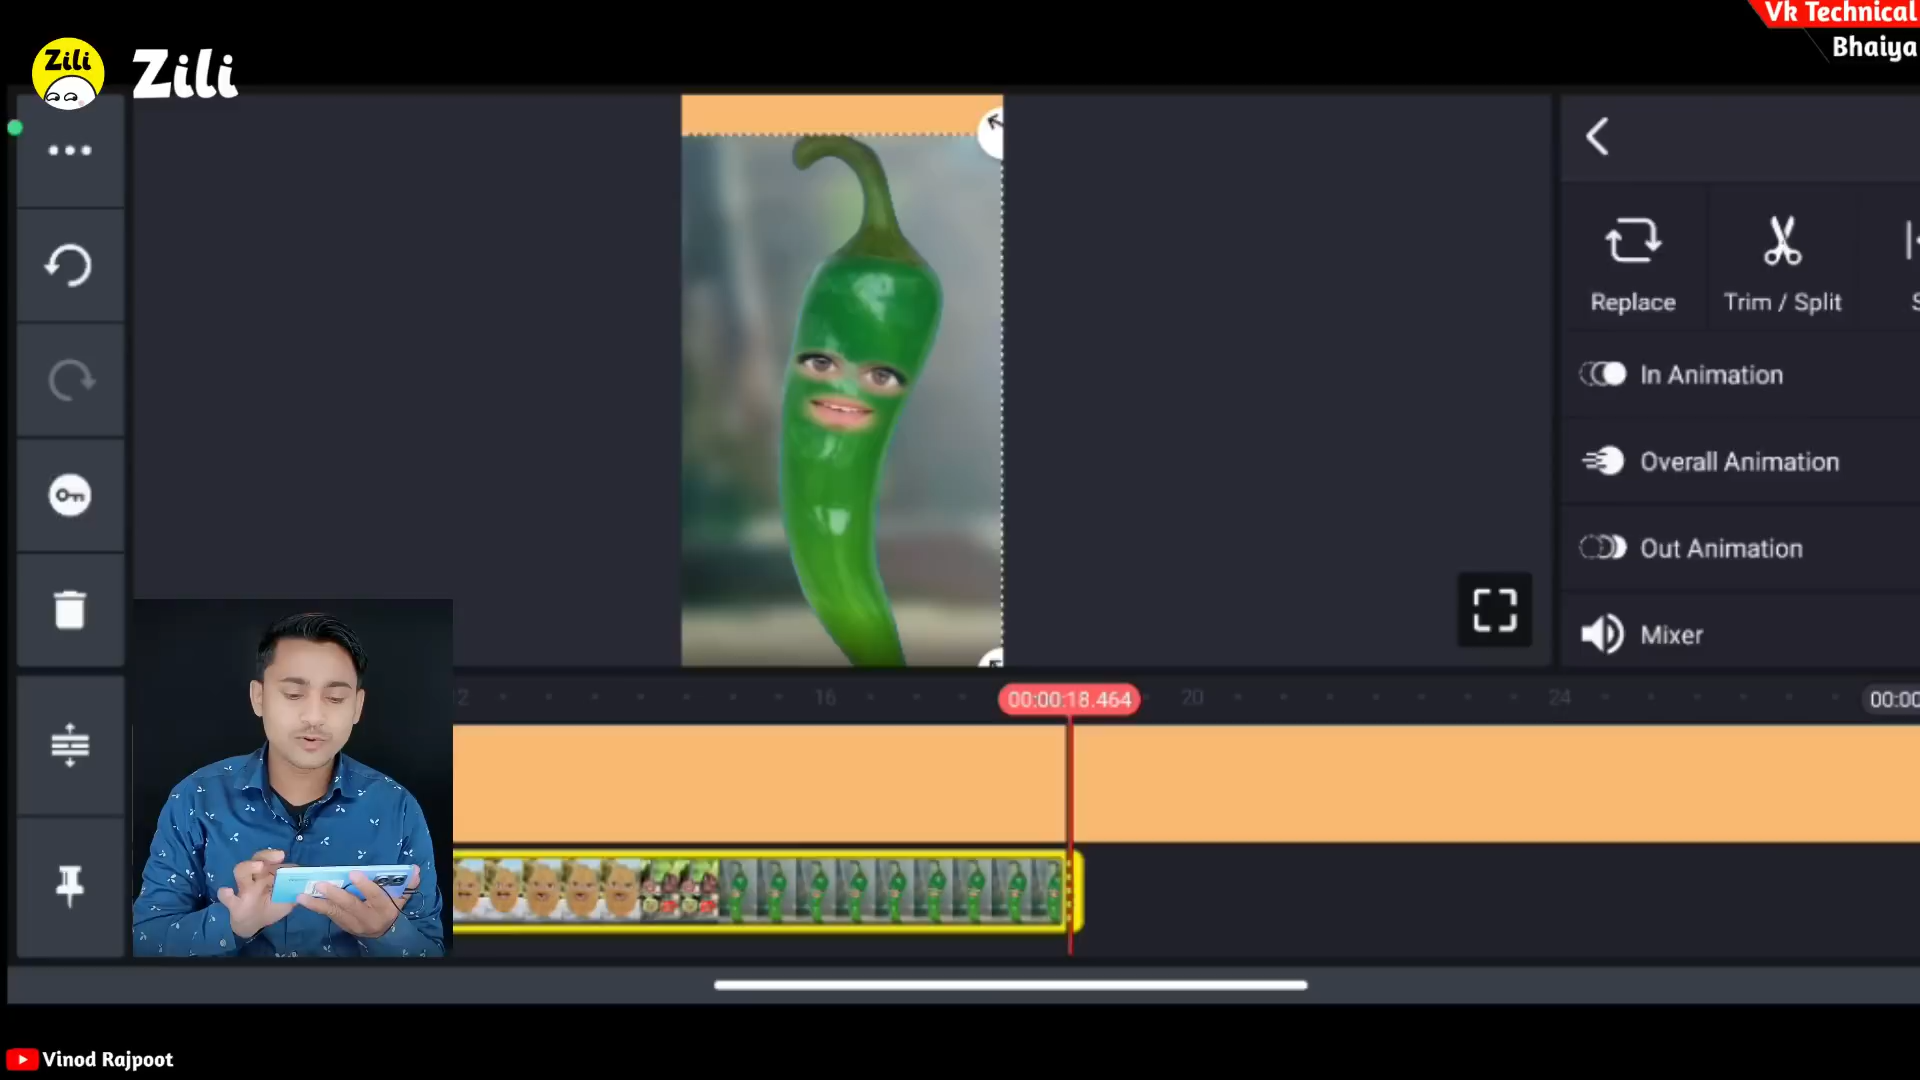 Vk Technical
Bhaiya
Zili
Zili
Replace
Trim / Split
In Animation
Overall Animation
Out Animation
Mixer
16
00:00:18.464
20
24
00:00
Vinod Rajpoot